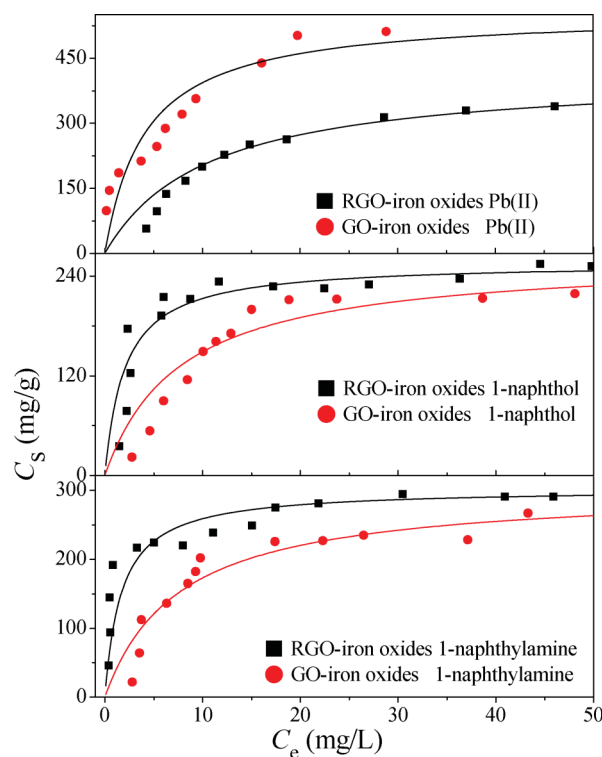 450
300
150
0
RGO-iron oxides Pb(II)
GO-iron oxides Pb(II)
240
120
0
RGO-iron oxides 1-naphthol
GO-iron oxides 1-naphthol
C_S (mg/g)
300
200
100
0
RGO-iron oxides 1-naphthylamine
GO-iron oxides 1-naphthylamine
0 10 20 30 40 50
C_e (mg/L)